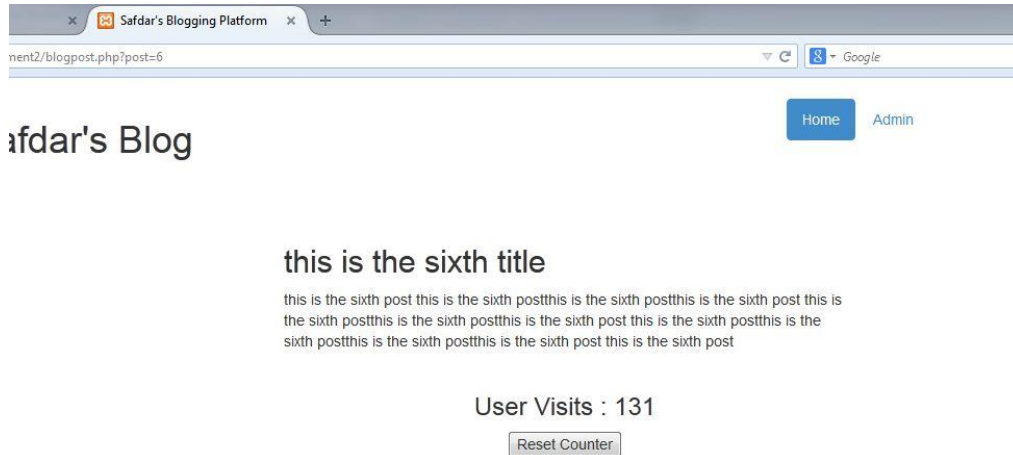 Safdar's Blogging Platform
ment2/blogpost.php?post=6
Google
Home
Admin
afdar's Blog
this is the sixth title
this is the sixth post this is the sixth postthis is the sixth postthis is the sixth post this is
the sixth postthis is the sixth postthis is the sixth post this is the sixth postthis is the
sixth postthis is the sixth postthis is the sixth post this is the sixth post
User Visits : 131
Reset Counter